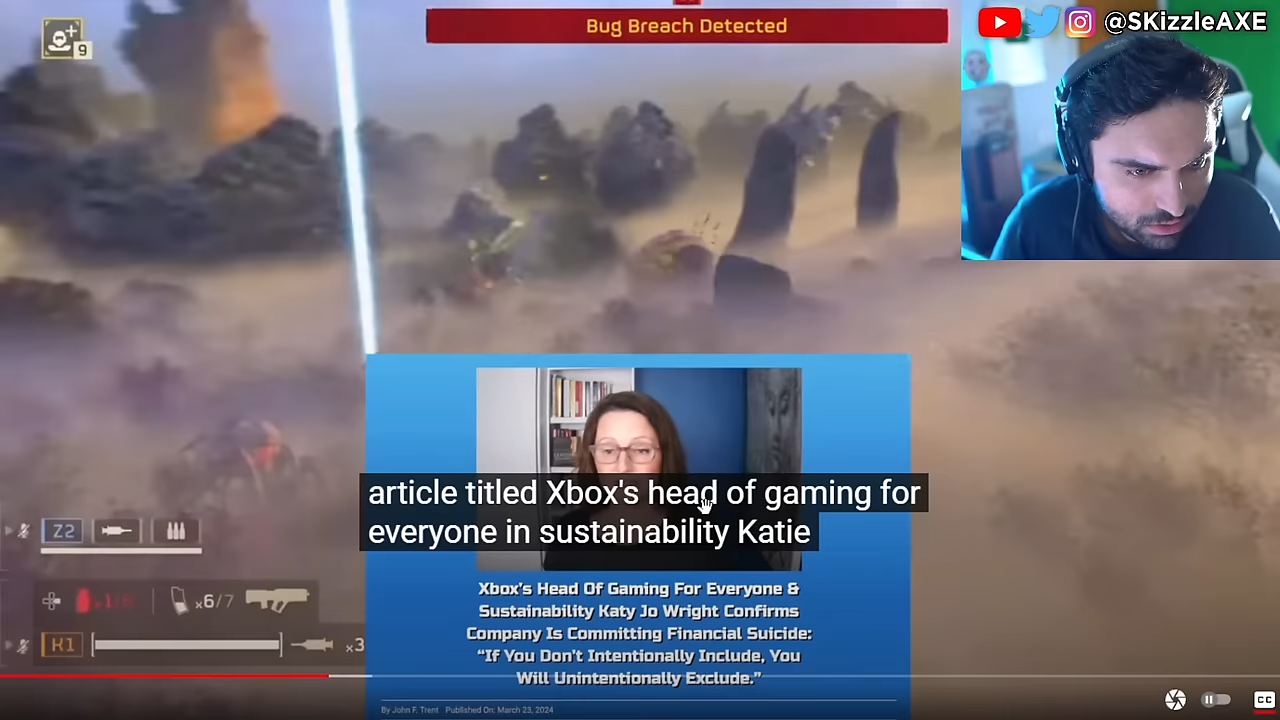 Bug Breach Detected
@SKizzleAXE
9
article titled Xbox's head of gaming for
everyone in sustainability Katie
Z2
x6/7
K1
x3
Xbox's Head Of Gaming For Everyone &
Sustainability Katy Jo Wright Confirms
Company Is Committing Financial Suicide:
"If You Don't Intentionally Include, You
Will Unintentionally Exclude."
By John F. Trent Published On: March 23, 2024
CC